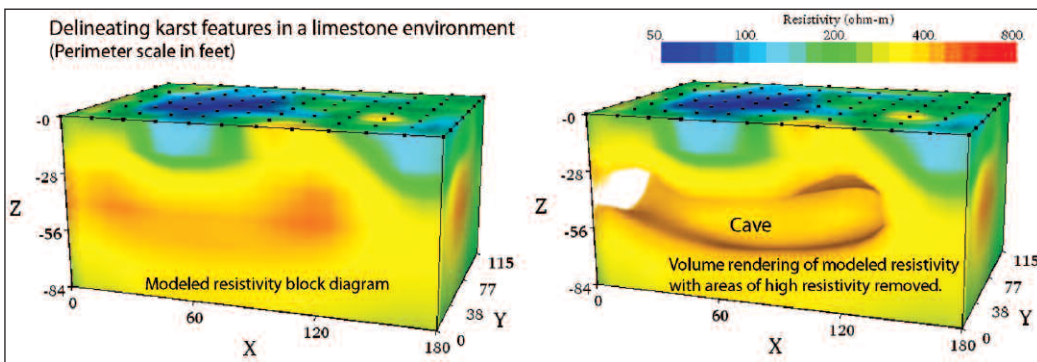 Delineating karst features in a limestone environment
(Perimeter scale in feet)
Resistivity (ohm-m)
50. 100. 200. 400. 800.
-0
-28
Z
-56
-84
0
60
X
120
180
0
38
Y
77
115
Modeled resistivity block diagram
-0
-28
Z
-56
-84
0
60
X
120
180
0
38
Y
77
115
Cave
Volume rendering of modeled resistivity
with areas of high resistivity removed.